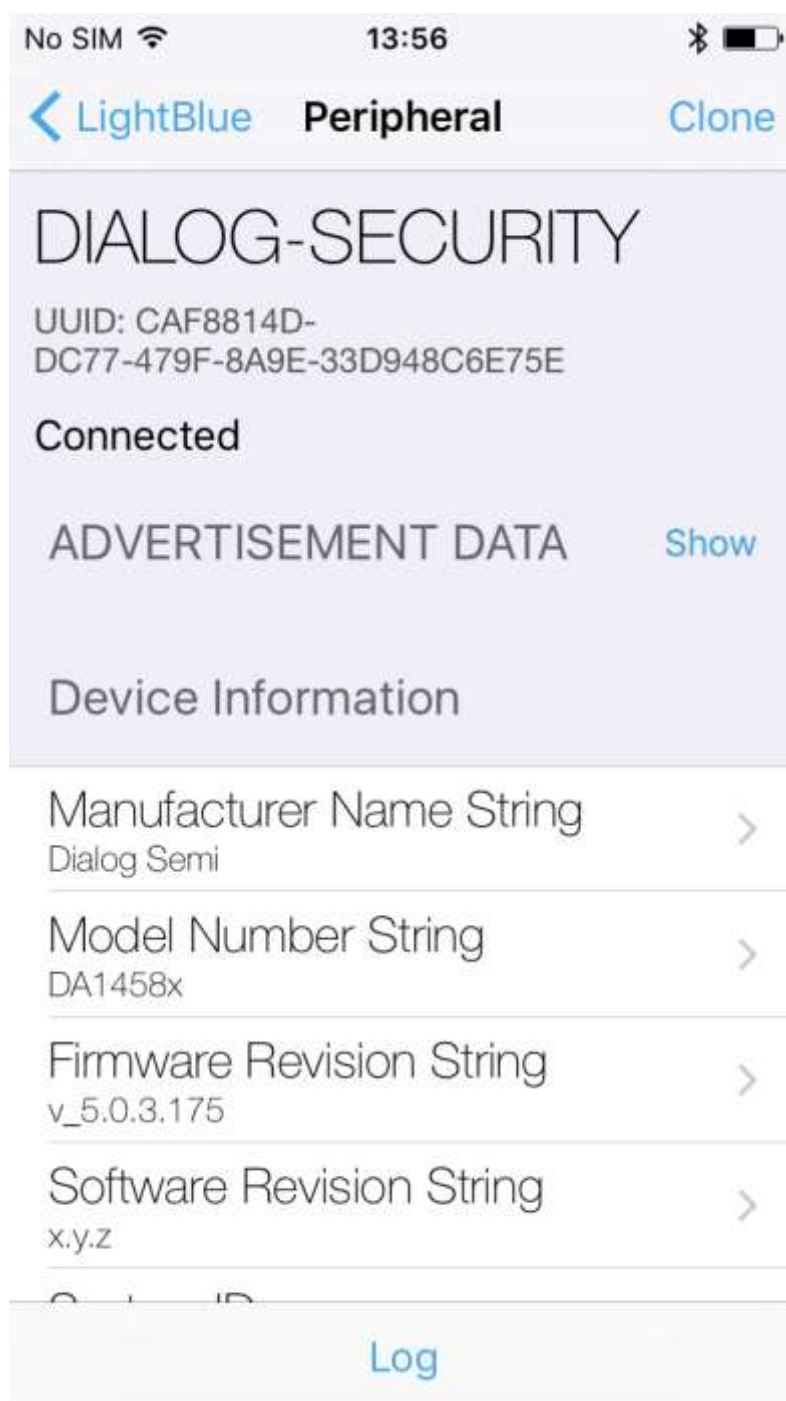 No SIM 13:56
LightBlue Peripheral Clone
DIALOG-SECURITY
UUID: CAF8814D-
DC77-479F-8A9E-33D948C6E75E
Connected
ADVERTISEMENT DATA Show
Device Information
Manufacturer Name String
Dialog Semi
Model Number String
DA1458x
Firmware Revision String
v_5.0.3.175
Software Revision String
x.y.z
Log